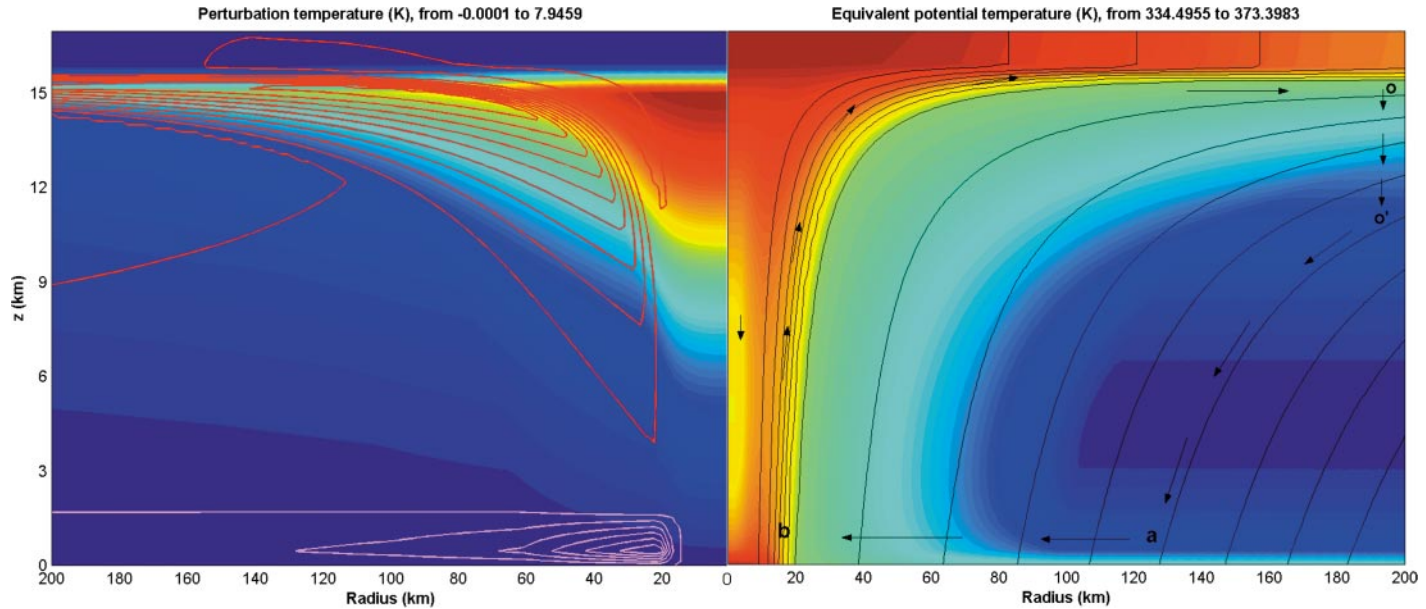 Perturbation temperature (K), from -0.0001 to 7.9459
Equivalent potential temperature (K), from 334.4955 to 373.3983
15
12
9
6
3
0
z (km)
o
o'
b
a
200 180 160 140 120 100 80 60 40 20 0 20 40 60 80 100 120 140 160 180 200
Radius (km)
Radius (km)